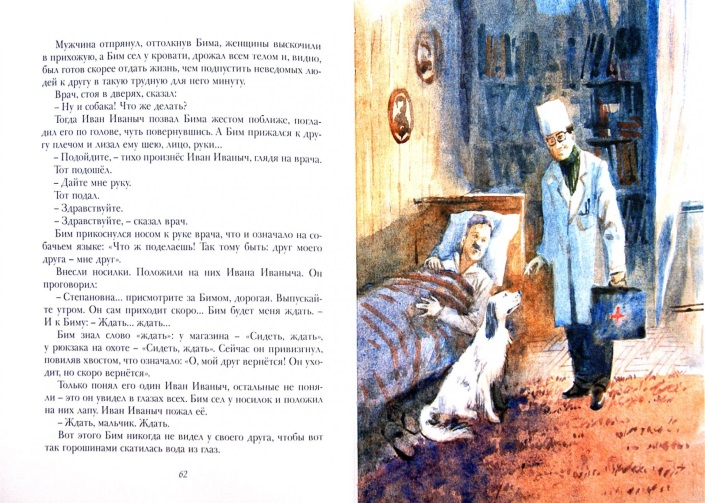 Мужчина отпрянул, оттолкнув Бима, женщины выскочили
в прихожую, а Бим сел у кровати, дрожал всем телом и, видно,
был готов скорее отдать жизнь, чем подпустить неведомых лю-
дей к другу в такую трудную для него минуту.
Врач, стоя в дверях, сказал:
– Ну и собака! Что же делать?
Тогда Иван Иваныч позвал Бима жестом поближе, погла-
дил его по голове, чуть повернувшись. А Бим прижался к дру-
гу плечом и лизал ему шею, лицо, руки...
– Подойдите, – тихо произнёс Иван Иваныч, глядя на врача.
Тот подошёл.
– Дайте мне руку.
Тот подал.
– Здравствуйте.
– Здравствуйте, – сказал врач.
Бим прикоснулся носом к руке врача, что и означало на со-
бачьем языке: «Что ж поделаешь! Так тому быть: друг моего
друга – мне друг».
Внесли носилки. Положили на них Ивана Иваныча. Он
проговорил:
– Степановна... присмотрите за Бимом, дорогая. Выпускай-
те утром. Он сам приходит скоро... Бим будет меня ждать. –
И к Биму: – Ждать... ждать...
Бим знал слово «ждать»: у магазина – «Сидеть, ждать»,
у рюкзака на охоте – «Сидеть, ждать». Сейчас он привизгнул,
повиляв хвостом, что означало: «О, мой друг вернётся! Он ухо-
дит, но скоро вернётся».
Только понял его один Иван Иваныч, остальные не поня-
ли – это он увидел в глазах всех. Бим сел у носилок и положил
на них лапу. Иван Иваныч пожал её.
– Ждать, мальчик. Ждать.
Вот этого Бим никогда не видел у своего друга, чтобы вот
так горошинами скатилась вода из глаз.
62